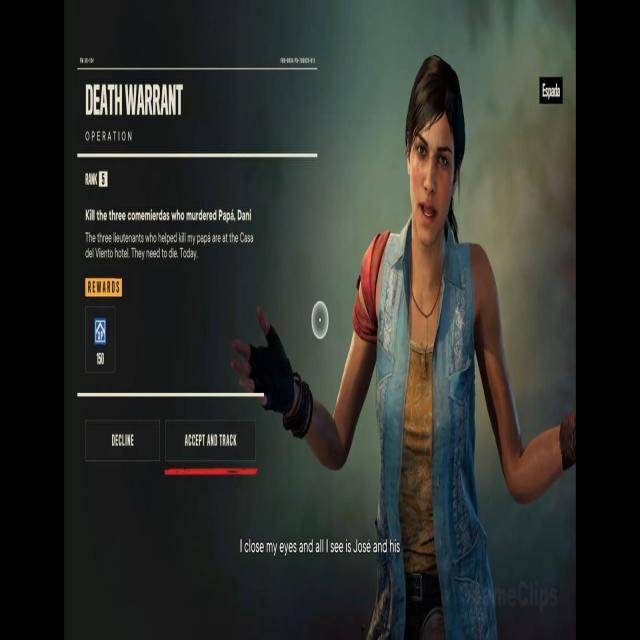 DEATH WARRANT
OPERATION
RANK 5
Kill the three comemierdas who murdered Papá, Dani
The three lieutenants who helped kill my papá are at the Casa
del Viento hotel. They need to die. Today.
REWARDS
150
DECLINE
ACCEPT AND TRACK
Espada
I close my eyes and all I see is José and his